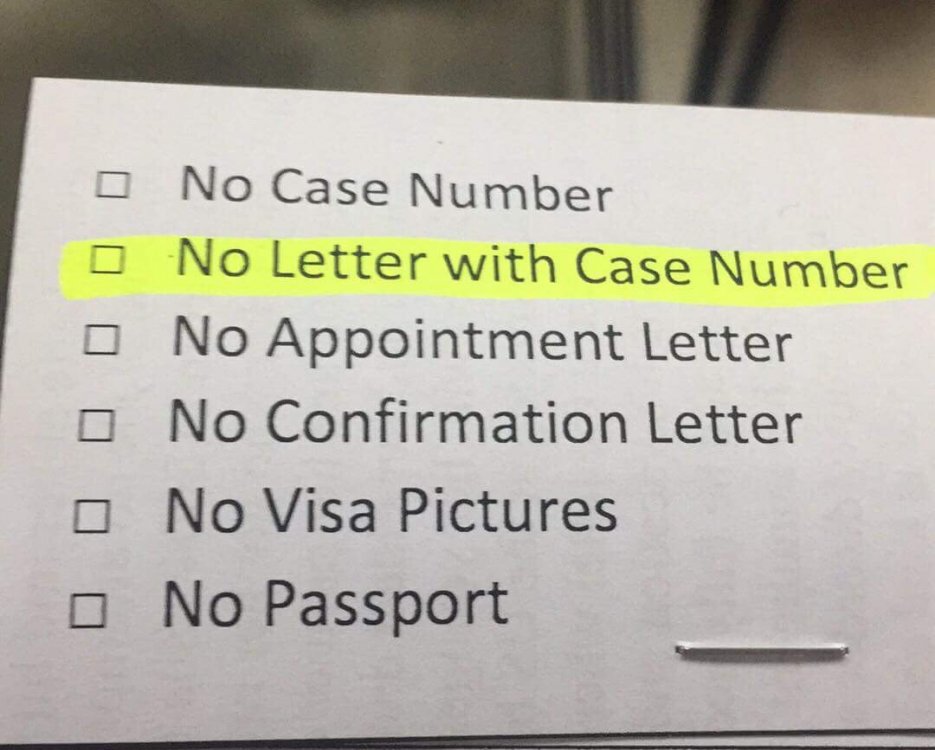 ☐ No Case Number
☐ No Letter with Case Number
☐ No Appointment Letter
☐ No Confirmation Letter
☐ No Visa Pictures
☐ No Passport